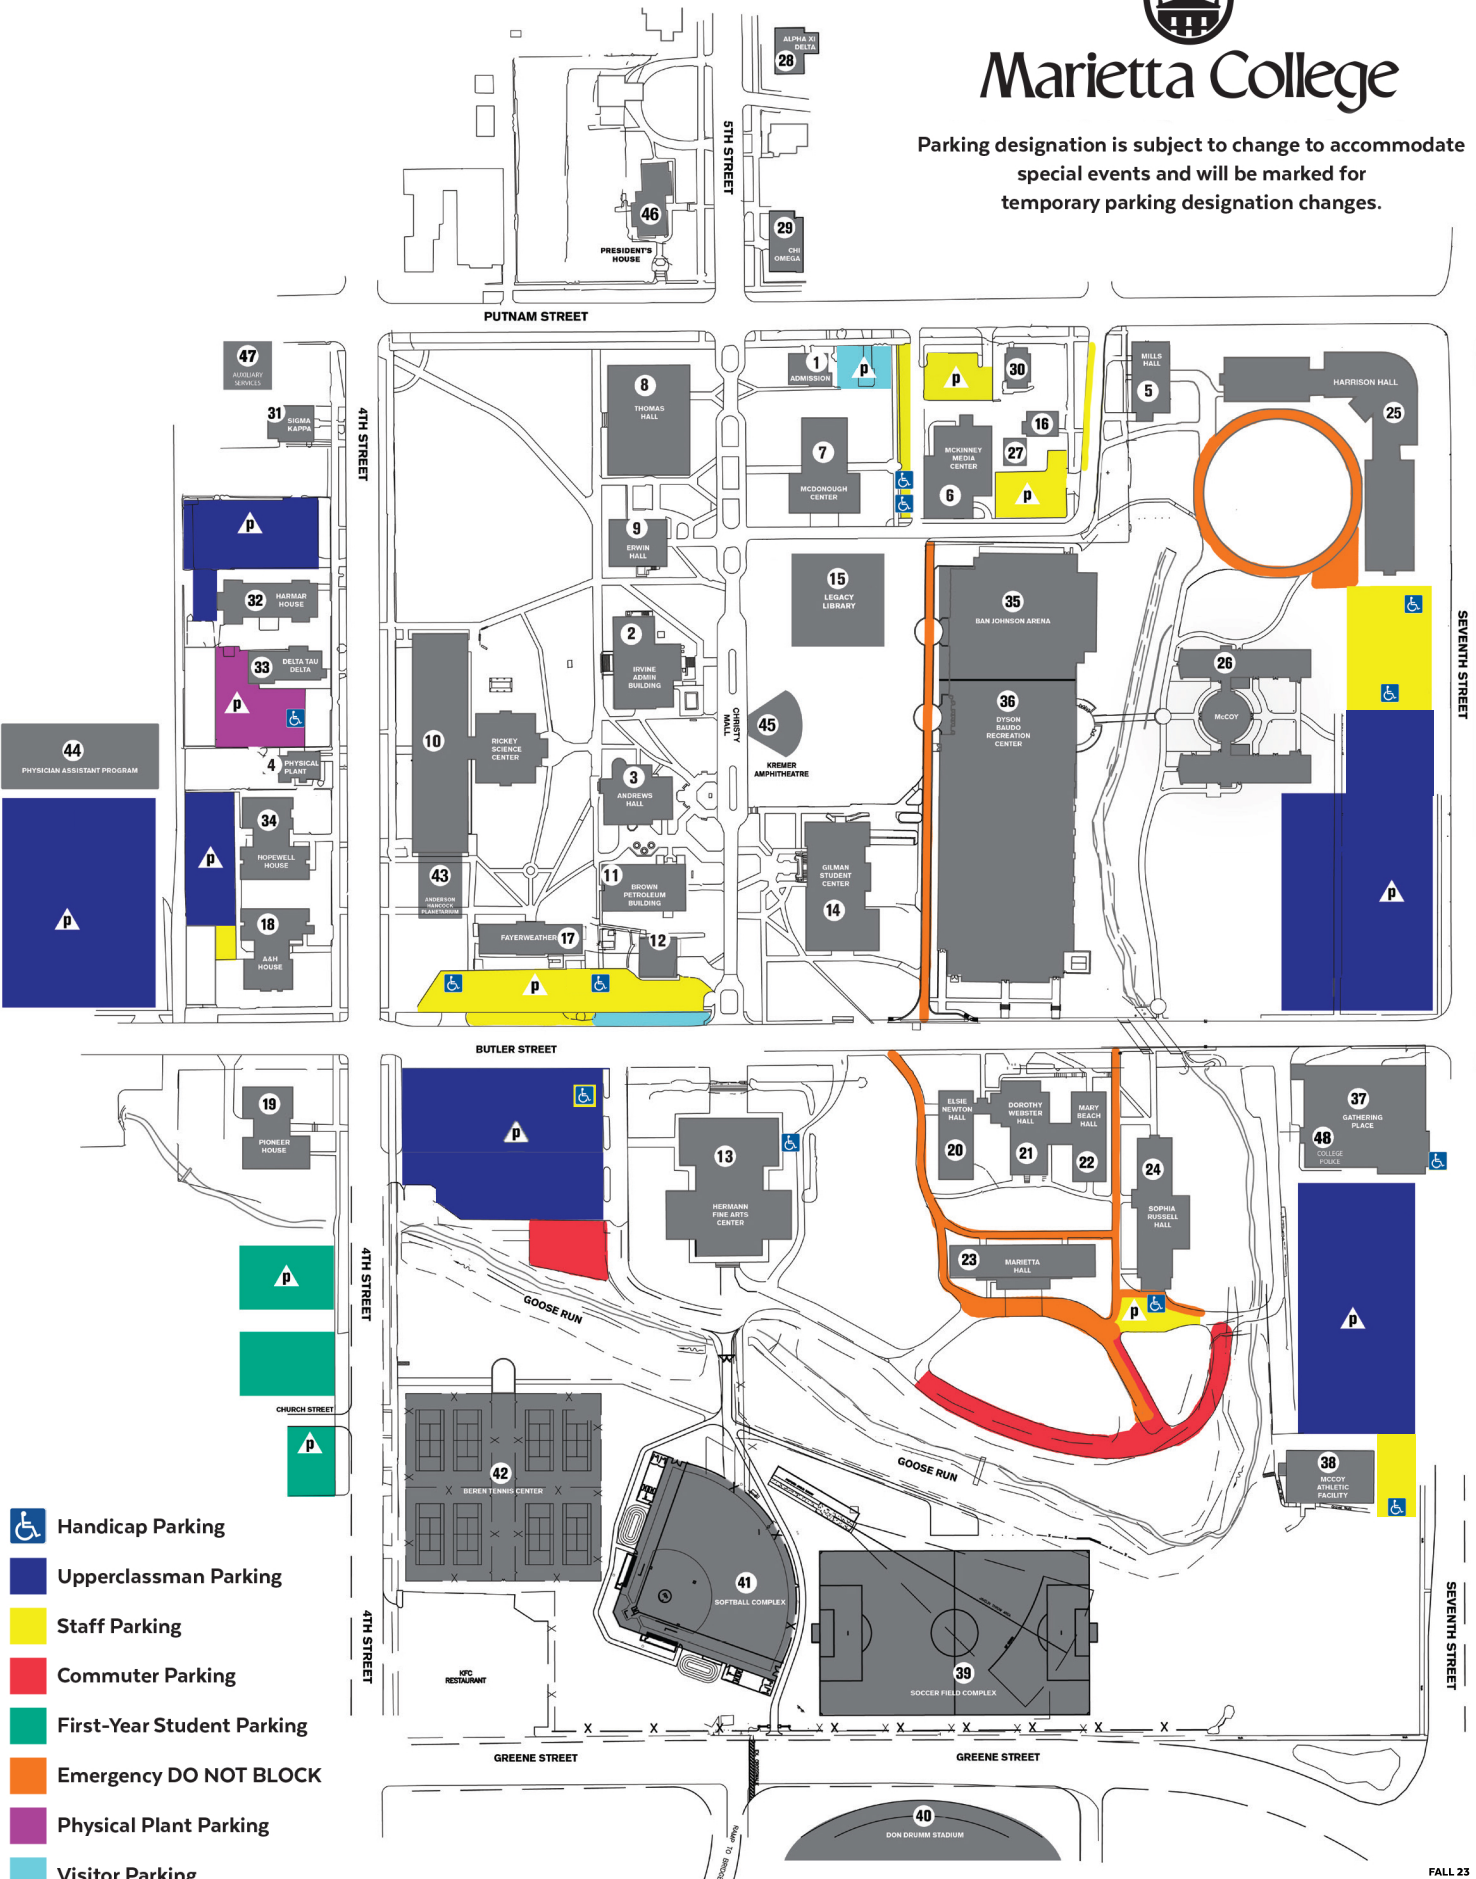 Marietta College
Parking designation is subject to change to accommodate
special events and will be marked for
temporary parking designation changes.
ALPHA XI
DELTA
28
5TH STREET
46
PRESIDENT'S
HOUSE
29
CHI
OMEGA
PUTNAM STREET
47
AUXILIARY
SERVICES
31
SIGMA
KAPPA
4TH STREET
8
THOMAS
HALL
1
ADMISSION
P
P
30
MILLS
HALL
5
HARRISON HALL
25
7
MCDONOUGH
CENTER
MCKINNEY
MEDIA
CENTER
6
16
27
P
P
9
ERWIN
HALL
15
LEGACY
LIBRARY
35
BAN JOHNSON ARENA
32
HARMAR
HOUSE
2
IRVINE
ADMIN
BUILDING
33
DELTA TAU
DELTA
P
26
McCOY
SEVENTH STREET
44
PHYSICIAN ASSISTANT PROGRAM
4
PHYSICAL
PLANT
10
RICKEY
SCIENCE
CENTER
CHRISTY
MALL
45
KREMER
AMPHITHEATRE
36
DYSON
BAUDO
RECREATION
CENTER
3
ANDREWS
HALL
34
HOPEWELL
HOUSE
P
P
43
ANDERSON
HANCOCK
PLANETARIUM
11
BROWN
PETROLEUM
BUILDING
GILMAN
STUDENT
CENTER
14
P
18
A&H
HOUSE
FAYERWEATHER
17
12
P
BUTLER STREET
19
PIONEER
HOUSE
P
13
HERMANN
FINE ARTS
CENTER
ELSIE
NEWTON
HALL
20
DOROTHY
WEBSTER
HALL
21
MARY
BEACH
HALL
22
24
SOPHIA
RUSSELL
HALL
37
GATHERING
PLACE
48
COLLEGE
POLICE
23
MARIETTA
HALL
P
P
4TH STREET
GOOSE RUN
P
CHURCH STREET
P
42
BEREN TENNIS CENTER
GOOSE RUN
38
MCCOY
ATHLETIC
FACILITY
41
SOFTBALL COMPLEX
39
SOCCER FIELD COMPLEX
4TH STREET
KFC
RESTAURANT
SEVENTH STREET
GREENE STREET
GREENE STREET
RAMP TO BRIDGE
40
DON DRUMM STADIUM
Handicap Parking
Upperclassman Parking
Staff Parking
Commuter Parking
First-Year Student Parking
Emergency DO NOT BLOCK
Physical Plant Parking
Visitor Parking
FALL 23